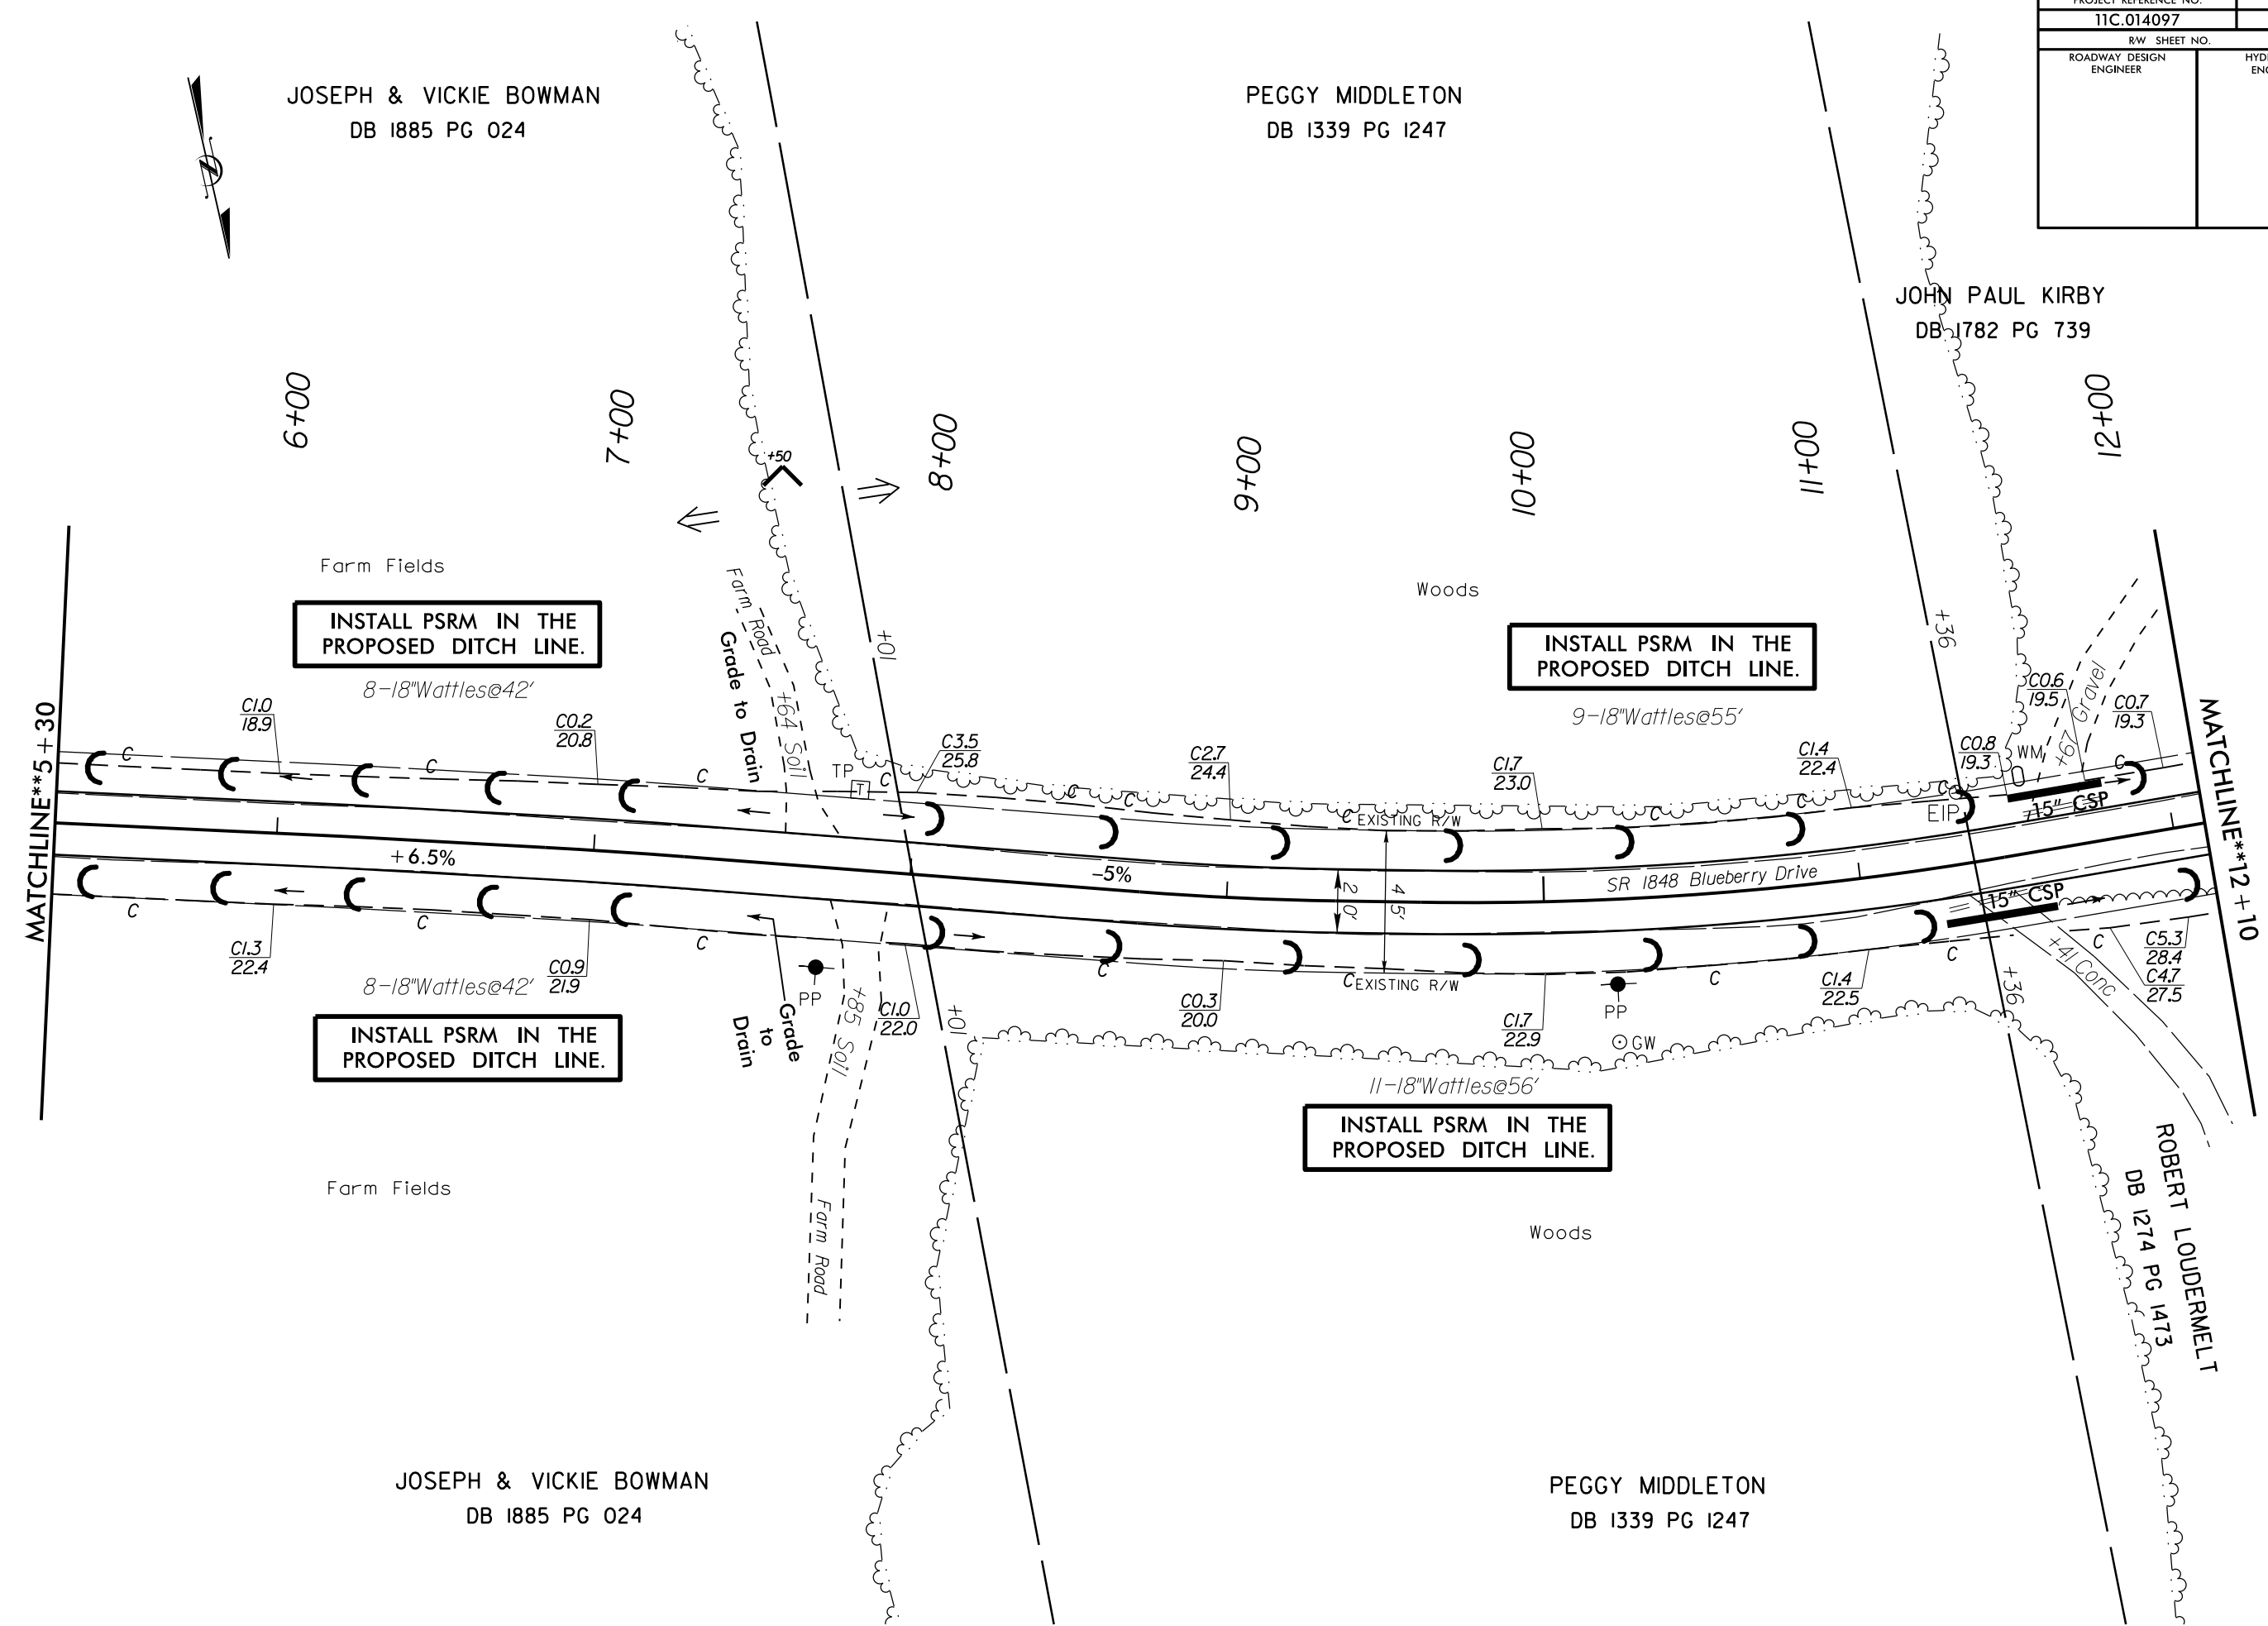 PROJECT REFERENCE NO.
11C.014097
R/W SHEET NO.
ROADWAY DESIGN
ENGINEER
JOSEPH & VICKIE BOWMAN
DB 1885 PG 024
PEGGY MIDDLETON
DB 1339 PG 1247
JOHN PAUL KIRBY
DB 1782 PG 739
6+00
7+00
8+00
9+00
10+00
11+00
12+00
+50
Farm Fields
Woods
INSTALL PSRM IN THE
PROPOSED DITCH LINE.
8-18"Wattles@42'
INSTALL PSRM IN THE
PROPOSED DITCH LINE.
9-18"Wattles@55'
Farm Road
Grade to Drain
+64 Soil
+01
+36
MATCHLINE**5+30
MATCHLINE**12+10
C1.0
18.9
C0.2
20.8
C3.5
25.8
C2.7
24.4
C1.7
23.0
C1.4
22.4
C0.8
19.3
C0.6
19.5
C0.7
19.3
TP
T
WM
EIP
+67 Gravel
15" CSP
C
C
C
C
C
C
C
C
C
C
C
EXISTING R/W
+6.5%
-5%
20'
45'
SR 1848 Blueberry Drive
15" CSP
C
C
C
C
C
C
C
C
EXISTING R/W
C1.3
22.4
C0.9
21.9
C1.0
22.0
C0.3
20.0
C1.7
22.9
C1.4
22.5
C5.3
28.4
C4.7
27.5
8-18"Wattles@42'
INSTALL PSRM IN THE
PROPOSED DITCH LINE.
PP
Grade
to
Drain
+85 Soil
+01
PP
GW
+36
+41 Conc
11-18"Wattles@56'
INSTALL PSRM IN THE
PROPOSED DITCH LINE.
Farm Fields
Farm Road
Woods
ROBERT LOUDERMELT
DB 1274 PG 1473
JOSEPH & VICKIE BOWMAN
DB 1885 PG 024
PEGGY MIDDLETON
DB 1339 PG 1247